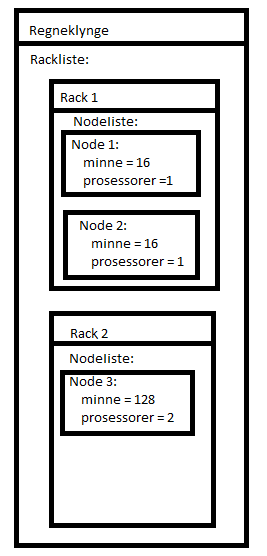 Regneklynge
Rackliste:
Rack 1
Nodeliste:
Node 1:
minne = 16
prosessorer =1
Node 2:
minne = 16
prosessorer = 1
Rack 2
Nodeliste:
Node 3:
minne = 128
prosessorer = 2